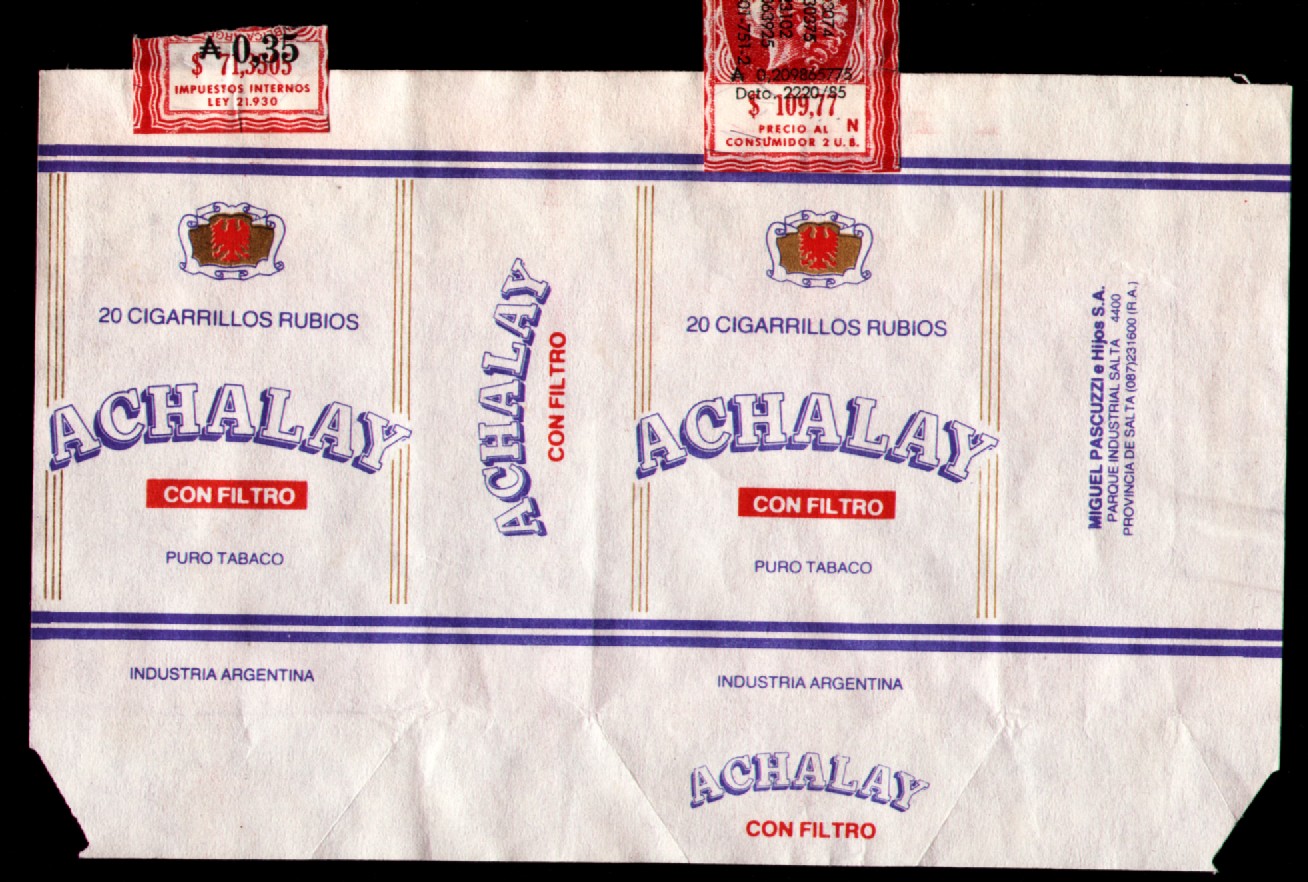 ₳ 0,35
$ 71,3505
IMPUESTOS INTERNOS
LEY 21.930
₳ 0,209865775
Dcto. 2220/85
$ 109,77
PRECIO AL N
CONSUMIDOR 2 U.B.
20 CIGARRILLOS RUBIOS
ACHALAY
CON FILTRO
PURO TABACO
INDUSTRIA ARGENTINA
ACHALAY
CON FILTRO
20 CIGARRILLOS RUBIOS
ACHALAY
CON FILTRO
PURO TABACO
INDUSTRIA ARGENTINA
ACHALAY
CON FILTRO
MIGUEL PASCUZZI e Hijos S.A.
PARQUE INDUSTRIAL SALTA 4400
PROVINCIA DE SALTA (087)231600 (R A.)